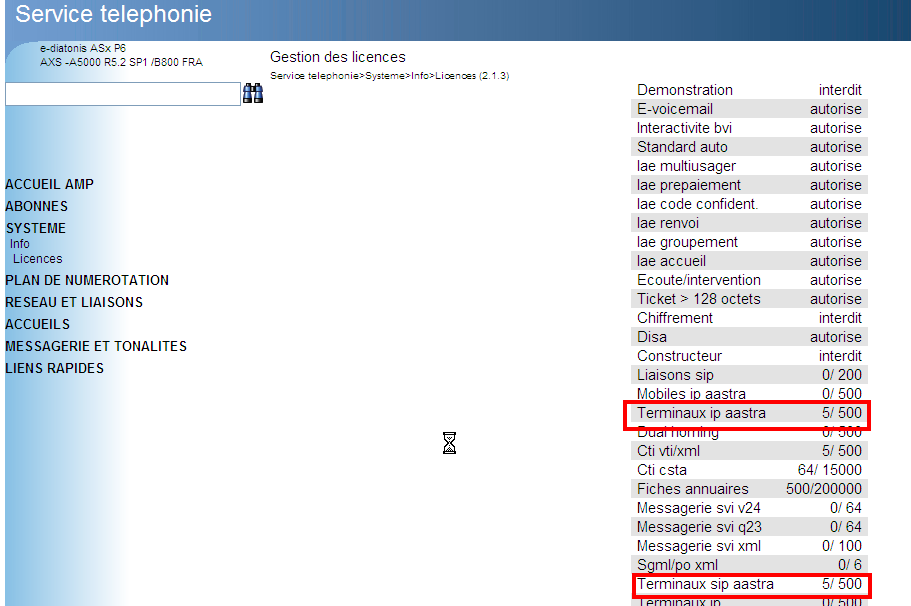 Service telephonie
e-diatonis ASx P6
AXS -A5000 R5.2 SP1 /B800 FRA
Gestion des licences
Service telephonie>Systeme>Info>Licences (2.1.3)
ACCUEIL AMP
ABONNES
SYSTEME
Info
Licences
PLAN DE NUMEROTATION
RESEAU ET LIAISONS
ACCUEILS
MESSAGERIE ET TONALITES
LIENS RAPIDES
Demonstration interdit
E-voicemail autorise
Interactivite bvi autorise
Standard auto autorise
Iae multiusager autorise
Iae prepaiement autorise
Iae code confident. autorise
Iae renvoi autorise
Iae groupement autorise
Iae accueil autorise
Ecoute/intervention autorise
Ticket > 128 octets autorise
Chiffrement interdit
Disa autorise
Constructeur interdit
Liaisons sip 0/ 200
Mobiles ip aastra 0/ 500
Terminaux ip aastra 5/ 500
Dual homing 0/ 500
Cti vti/xml 5/ 500
Cti csta 64/ 15000
Fiches annuaires 500/200000
Messagerie svi v24 0/ 64
Messagerie svi q23 0/ 64
Messagerie svi xml 0/ 100
Sgml/po xml 0/ 6
Terminaux sip aastra 5/ 500
Terminaux ip 0/ 500